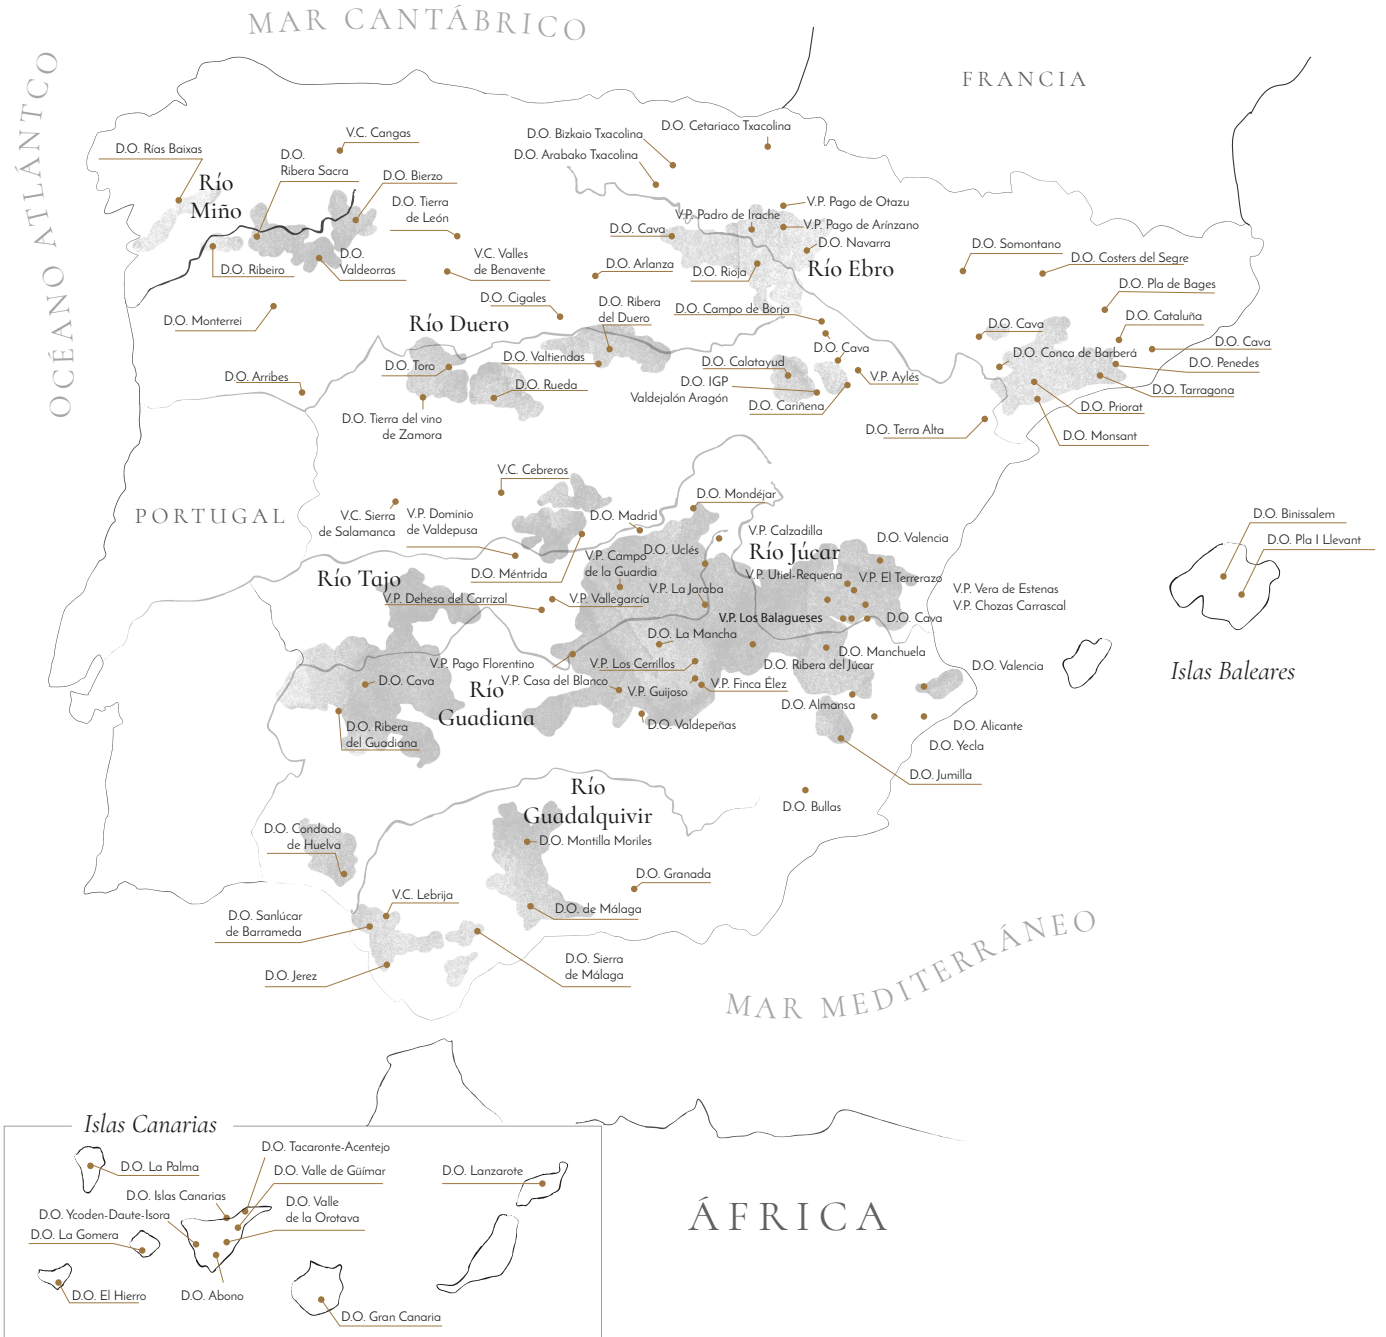 MAR CANTÁBRICO
OCÉANO ATLÁNTCO
FRANCIA
V.C. Cangas
D.O. Rías Baixas
D.O.
Ribera Sacra
D.O. Bierzo
Río
Miño
D.O. Tierra
de León
D.O. Bizkaio Txacolina
D.O. Arabako Txacolina
D.O. Cetariaco Txacolina
V.P. Pago de Otazu
V.P. Padro de Irache
V.P. Pago de Arínzano
D.O. Cava
D.O. Navarra
D.O. Rioja
Río Ebro
D.O. Somontano
D.O. Costers del Segre
D.O. Pla de Bages
D.O. Cataluña
D.O. Cava
D.O. Cava
D.O. Conca de Barberá
D.O. Penedes
D.O. Tarragona
D.O. Priorat
D.O. Monsant
D.O. Terra Alta
D.O. Ribeiro
D.O.
Valdeorras
V.C. Valles
de Benavente
D.O. Arlanza
D.O. Cigales
D.O. Ribera
del Duero
D.O. Campo de Borja
D.O. Cava
D.O. Monterrei
Río Duero
D.O. Toro
D.O. Valtiendas
D.O. Calatayud
D.O. IGP
Valdejalón Aragón
V.P. Aylés
D.O. Cariñena
D.O. Arribes
D.O. Rueda
D.O. Tierra del vino
de Zamora
PORTUGAL
V.C. Cebreros
V.C. Sierra
de Salamanca
V.P. Dominio
de Valdepusa
D.O. Madrid
D.O. Mondéjar
V.P. Calzadilla
Río Júcar
D.O. Valencia
D.O. Uclés
V.P. Campo
de la Guardia
D.O. Méntrida
V.P. Utiel-Requena
V.P. El Terrerazo
V.P. Vera de Estenas
V.P. Chozas Carrascal
Río Tajo
V.P. Dehesa del Carrizal
V.P. Vallegarcía
V.P. La Jaraba
V.P. Los Balagueses
D.O. Cava
D.O. La Mancha
D.O. Manchuela
D.O. Ribera del Júcar
V.P. Pago Florentino
V.P. Los Cerrillos
V.P. Casa del Blanco
V.P. Guijoso
V.P. Finca Élez
D.O. Valencia
D.O. Cava
Río
Guadiana
D.O. Almansa
D.O. Valdepeñas
D.O. Alicante
D.O. Yecla
D.O. Jumilla
D.O. Ribera
del Guadiana
D.O. Bullas
D.O. Binissalem
D.O. Pla I Llevant
Islas Baleares
Río
Guadalquivir
D.O. Montilla Moriles
D.O. Condado
de Huelva
D.O. Granada
V.C. Lebrija
D.O. de Málaga
D.O. Sanlúcar
de Barrameda
D.O. Jerez
D.O. Sierra
de Málaga
MAR MEDITERRÁNEO
Islas Canarias
D.O. Tacaronte-Acentejo
D.O. La Palma
D.O. Valle de Güímar
D.O. Lanzarote
D.O. Islas Canarias
D.O. Valle
de la Orotava
D.O. Ycoden-Daute-Isora
D.O. La Gomera
D.O. El Hierro
D.O. Abono
D.O. Gran Canaria
ÁFRICA